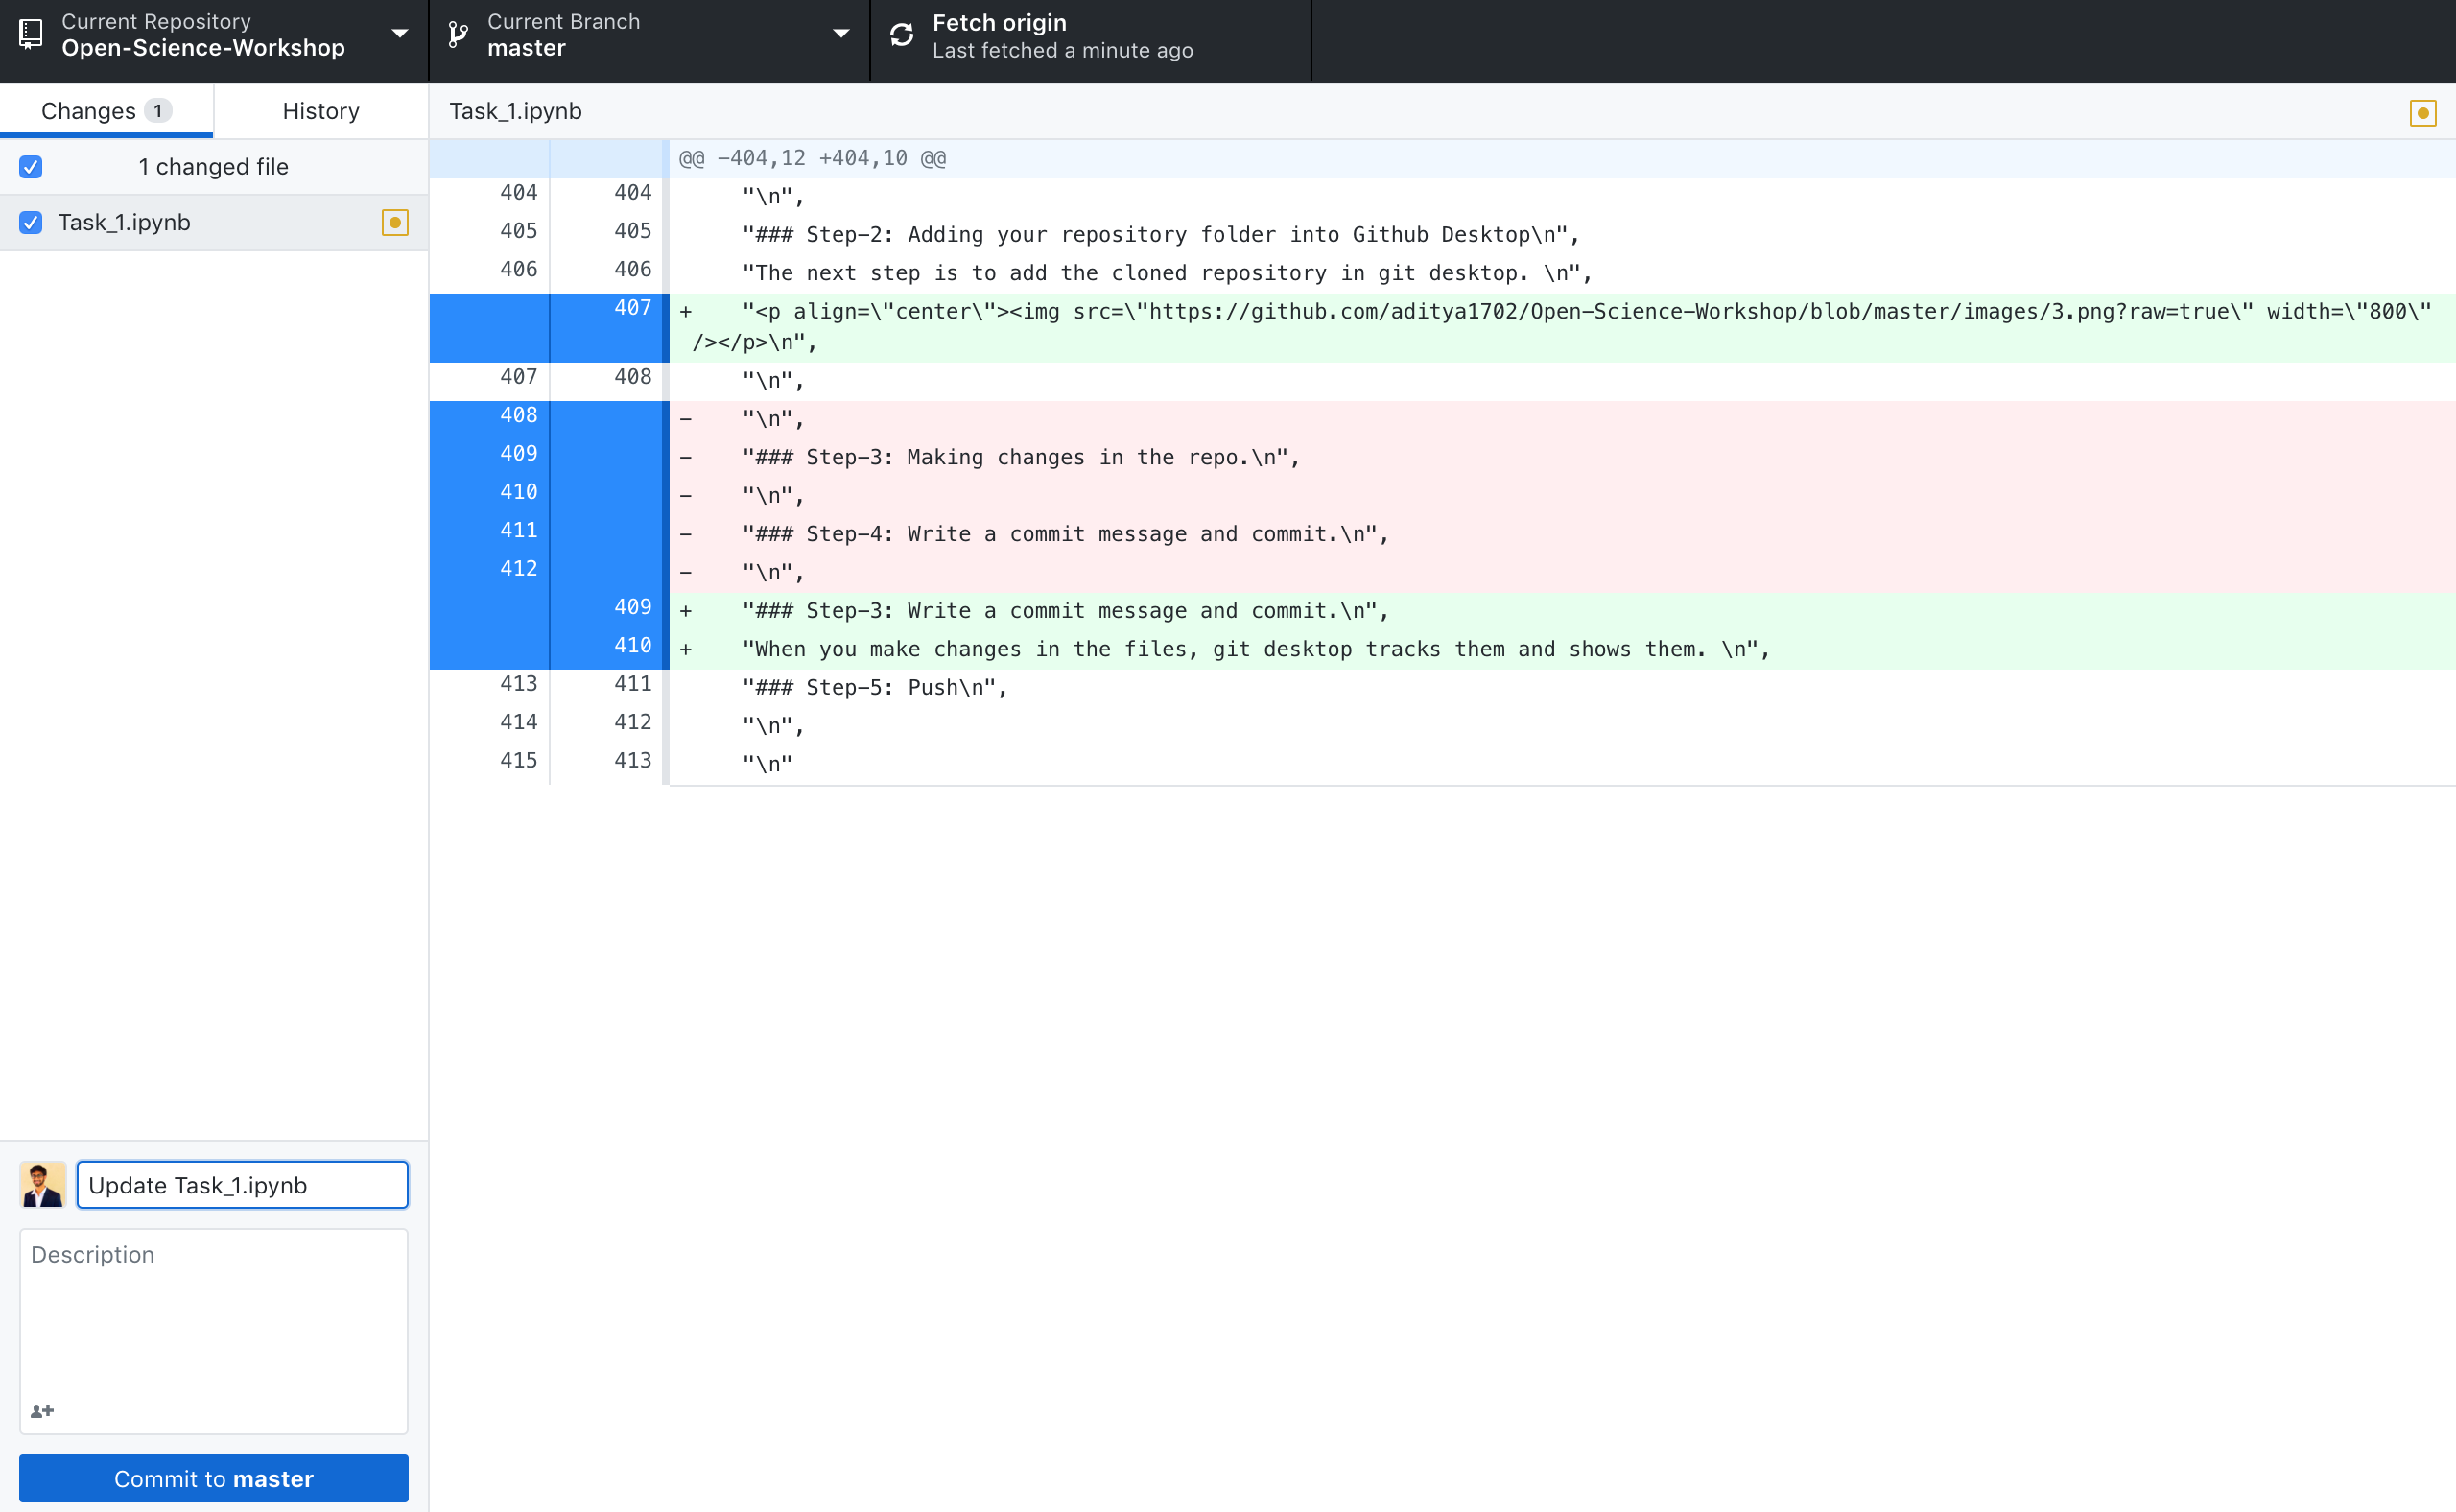 Current Repository
Open-Science-Workshop
Current Branch
master
Fetch origin
Last fetched a minute ago
Changes 1
History
Task_1.ipynb
1 changed file
Task_1.ipynb
@@ -404,12 +404,10 @@
404 404 "\n",
405 405 "### Step-2: Adding your repository folder into Github Desktop\n",
406 406 "The next step is to add the cloned repository in git desktop. \n",
407 + "<p align=\"center\"><img src=\"https://github.com/aditya1702/Open-Science-Workshop/blob/master/images/3.png?raw=true\" width=\"800\"
/></p>\n",
407 408 "\n",
408 - "\n",
409 - "### Step-3: Making changes in the repo.\n",
410 - "\n",
411 - "### Step-4: Write a commit message and commit.\n",
412 - "\n",
409 + "### Step-3: Write a commit message and commit.\n",
410 + "When you make changes in the files, git desktop tracks them and shows them. \n",
413 411 "### Step-5: Push\n",
414 412 "\n",
415 413 "\n"
Update Task_1.ipynb
Description
Commit to master